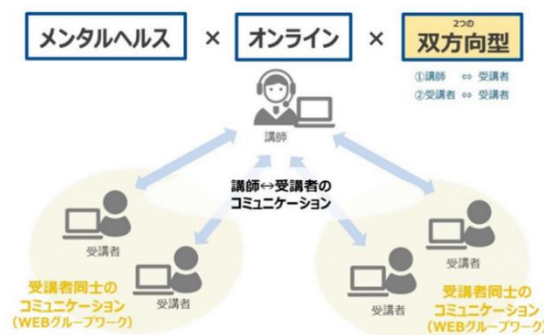 メンタルヘルス × オンライン × 2つの双方向型
①講師 ⇔ 受講者
②受講者 ⇔ 受講者
講師
講師↔受講者の
コミュニケーション
受講者
受講者
受講者同士の
コミュニケーション
(WEBグループワーク)
受講者
受講者
受講者同士の
コミュニケーション
(WEBグループワーク)